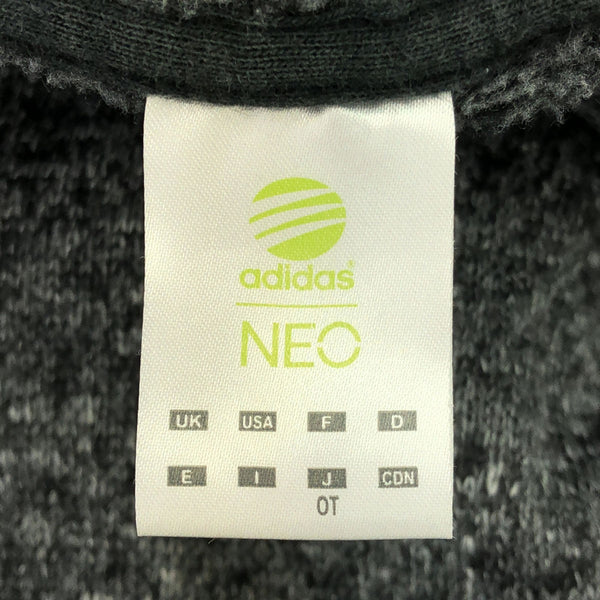 adidas®
NEO
UK USA F D
E I J CDN
OT